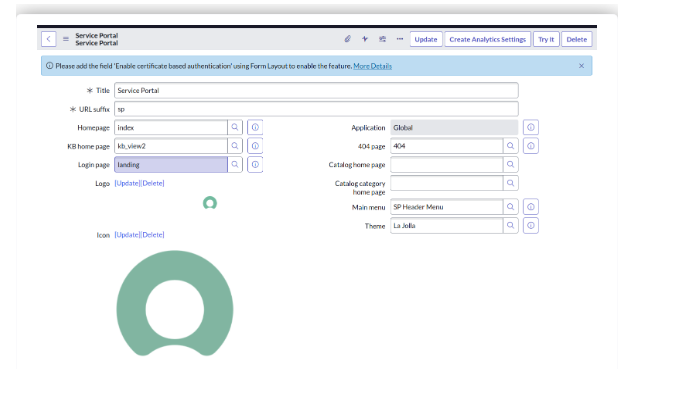 Service Portal
Service Portal
Update
Create Analytics Settings
Try it
Delete
Please add the field 'Enable certificate based authentication' using Form Layout to enable the feature. More Details
Title Service Portal
URL suffix sp
Homepage index
Application Global
KB home page kb_view2
404 page 404
Login page landing
Catalog home page
Logo [Update][Delete]
Catalog category
home page
Main menu SP Header Menu
Theme La Jolla
Icon [Update][Delete]